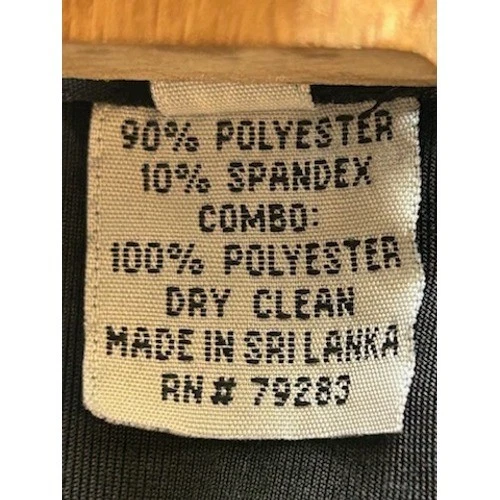 90% POLYESTER
10% SPANDEX
COMBO:
100% POLYESTER
DRY CLEAN
MADE IN SRI LANKA
RN # 79283